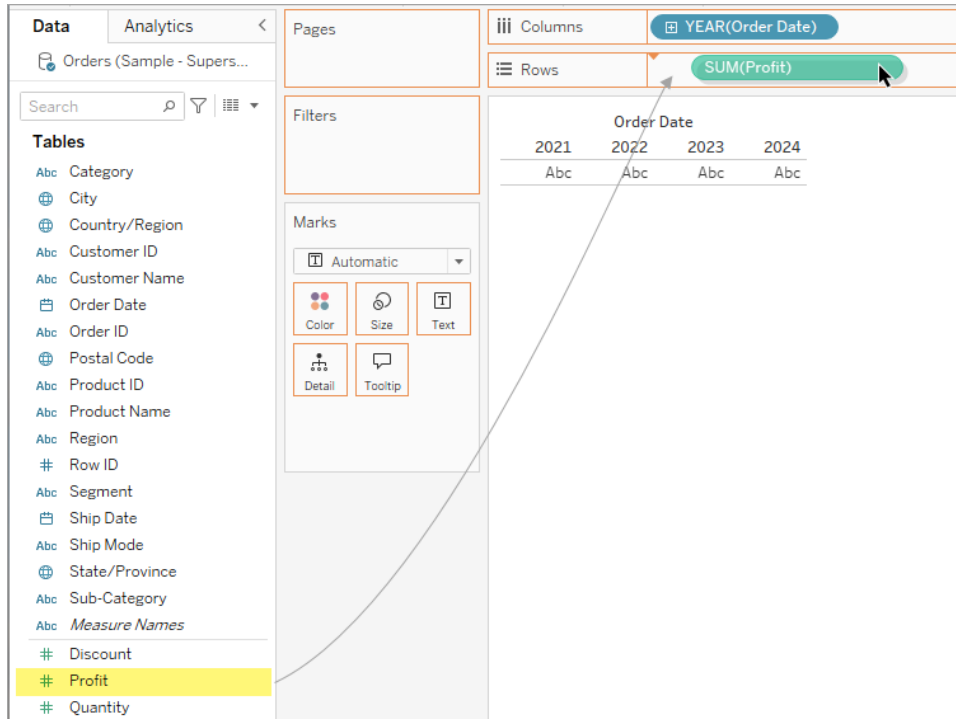 Data
Analytics
Orders (Sample - Supers...
Search
Tables
Abc Category
City
Country/Region
Abc Customer ID
Abc Customer Name
Order Date
Abc Order ID
Postal Code
Abc Product ID
Abc Product Name
Abc Region
# Row ID
Abc Segment
Ship Date
Abc Ship Mode
State/Province
Abc Sub-Category
Abc Measure Names
# Discount
# Profit
# Quantity
Pages
Filters
Marks
Automatic
Color Size Text
Detail Tooltip
Columns YEAR(Order Date)
Rows SUM(Profit)
Order Date
2021 2022 2023 2024
Abc Abc Abc Abc